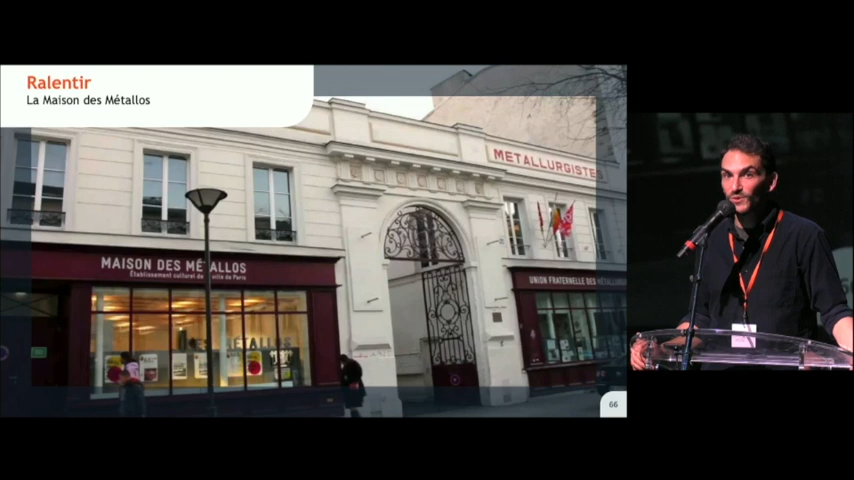 Ralentir
La Maison des Métallos
METALLURGISTES
MAISON DES MÉTALLOS
Établissement culturel de la ville de Paris
UNION FRATERNELLE DES MÉTALLURGISTES
66